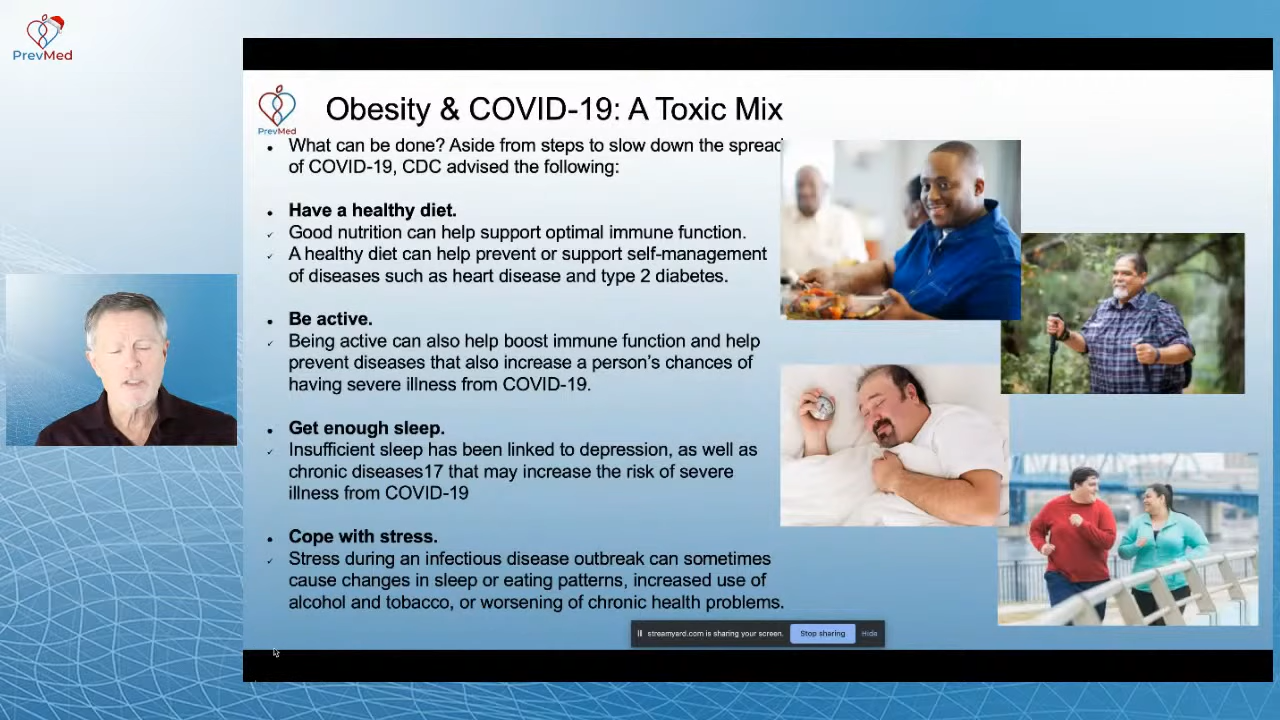 PrevMed
PrevMed
Obesity & COVID-19: A Toxic Mix
• What can be done? Aside from steps to slow down the spread
of COVID-19, CDC advised the following:
• Have a healthy diet.
✓ Good nutrition can help support optimal immune function.
✓ A healthy diet can help prevent or support self-management
of diseases such as heart disease and type 2 diabetes.
• Be active.
✓ Being active can also help boost immune function and help
prevent diseases that also increase a person’s chances of
having severe illness from COVID-19.
• Get enough sleep.
✓ Insufficient sleep has been linked to depression, as well as
chronic diseases17 that may increase the risk of severe
illness from COVID-19
• Cope with stress.
✓ Stress during an infectious disease outbreak can sometimes
cause changes in sleep or eating patterns, increased use of
alcohol and tobacco, or worsening of chronic health problems.
streamyard.com is sharing your screen. Stop sharing Hide